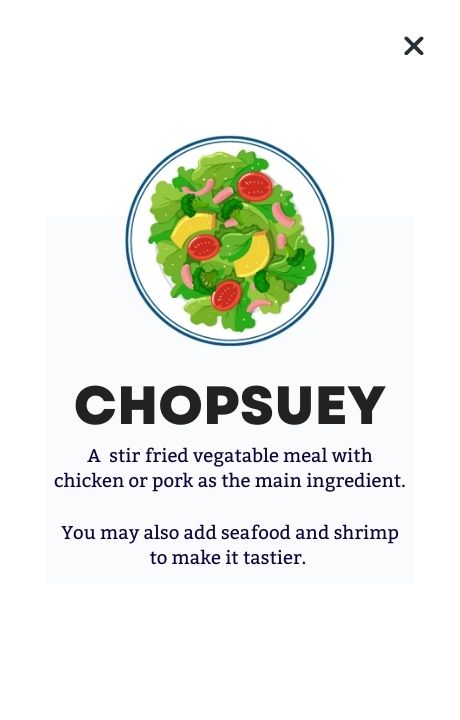 CHOPSUEY
A stir fried vegatable meal with
chicken or pork as the main ingredient.
You may also add seafood and shrimp
to make it tastier.